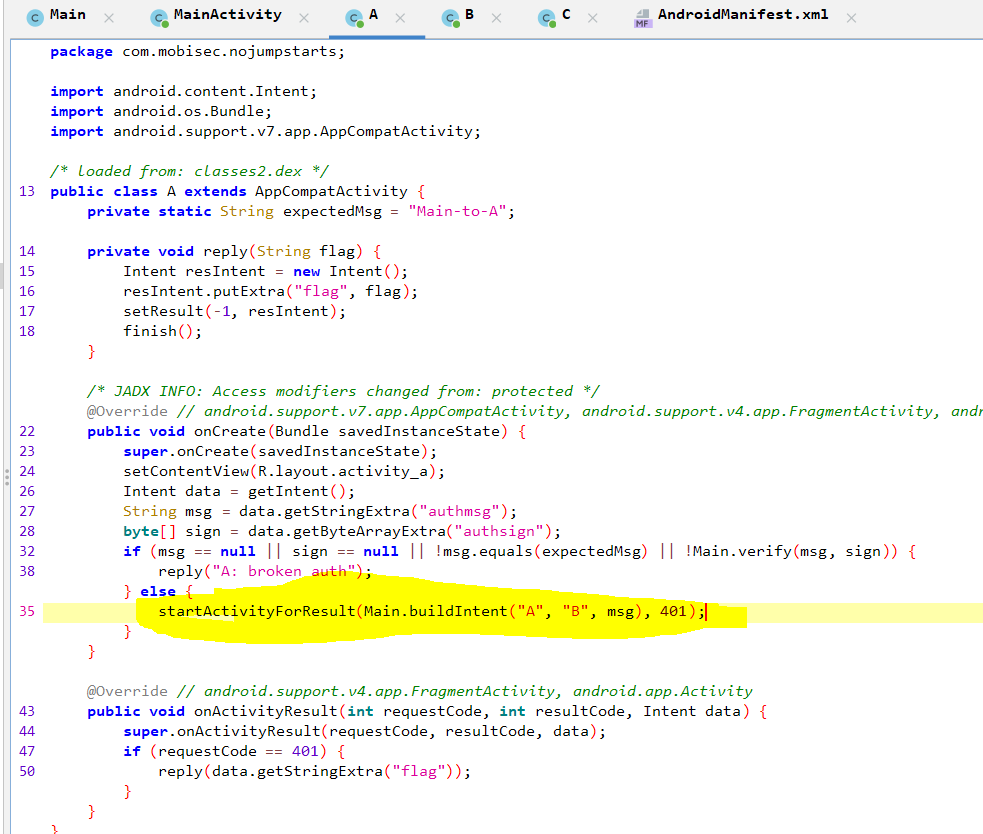 Main MainActivity A B C AndroidManifest.xml
package com.mobisec.nojumpstarts;
import android.content.Intent;
import android.os.Bundle;
import android.support.v7.app.AppCompatActivity;
/* loaded from: classes2.dex */
13 public class A extends AppCompatActivity {
private static String expectedMsg = "Main-to-A";
14 private void reply(String flag) {
15 Intent resIntent = new Intent();
16 resIntent.putExtra("flag", flag);
17 setResult(-1, resIntent);
18 finish();
}
/* JADX INFO: Access modifiers changed from: protected */
@Override // android.support.v7.app.AppCompatActivity, android.support.v4.app.FragmentActivity, andr
22 public void onCreate(Bundle savedInstanceState) {
23 super.onCreate(savedInstanceState);
24 setContentView(R.layout.activity_a);
26 Intent data = getIntent();
27 String msg = data.getStringExtra("authmsg");
28 byte[] sign = data.getByteArrayExtra("authsign");
32 if (msg == null || sign == null || !msg.equals(expectedMsg) || !Main.verify(msg, sign)) {
38 reply("A: broken auth");
} else {
35 startActivityForResult(Main.buildIntent("A", "B", msg), 401);
}
}
@Override // android.support.v4.app.FragmentActivity, android.app.Activity
43 public void onActivityResult(int requestCode, int resultCode, Intent data) {
44 super.onActivityResult(requestCode, resultCode, data);
47 if (requestCode == 401) {
50 reply(data.getStringExtra("flag"));
}
}
}